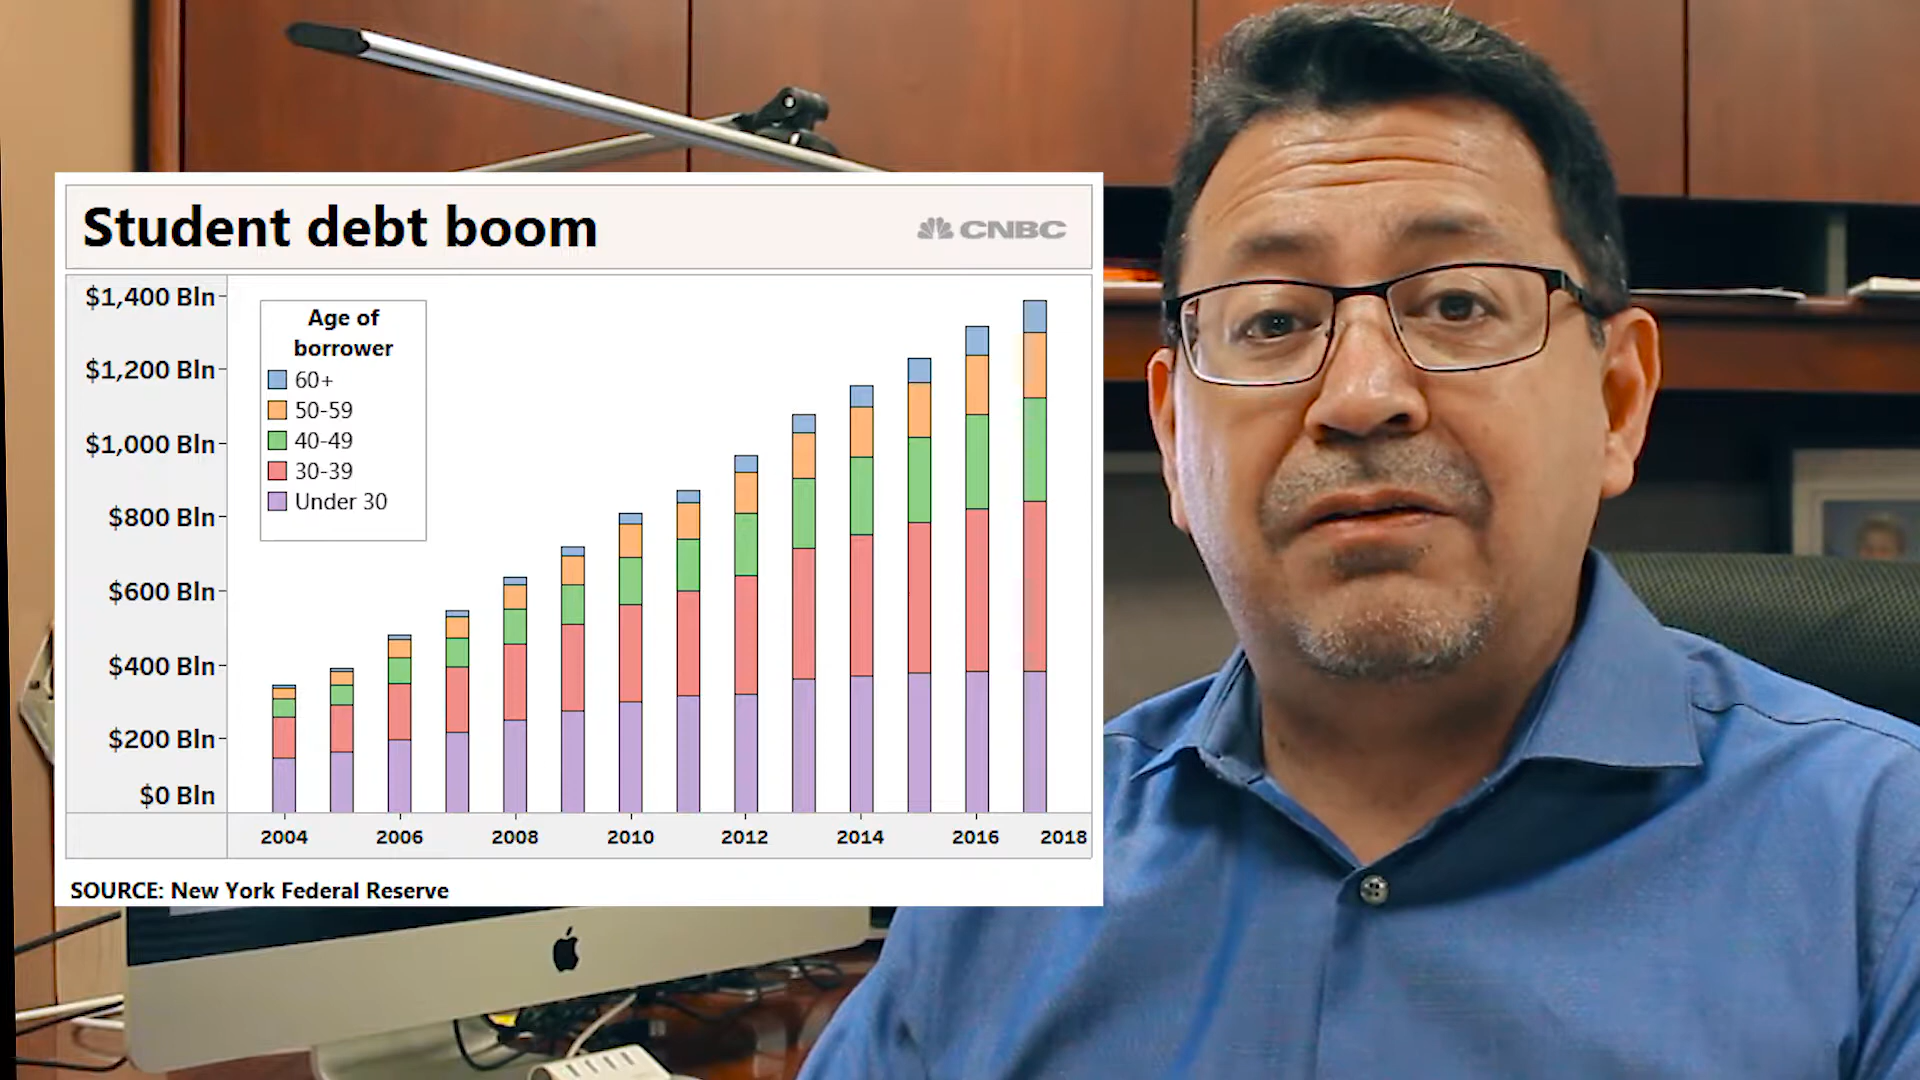 Student debt boom
CNBC
$1,400 Bln
$1,200 Bln
$1,000 Bln
$800 Bln
$600 Bln
$400 Bln
$200 Bln
$0 Bln
Age of
borrower
60+
50-59
40-49
30-39
Under 30
2004 2006 2008 2010 2012 2014 2016 2018
SOURCE: New York Federal Reserve